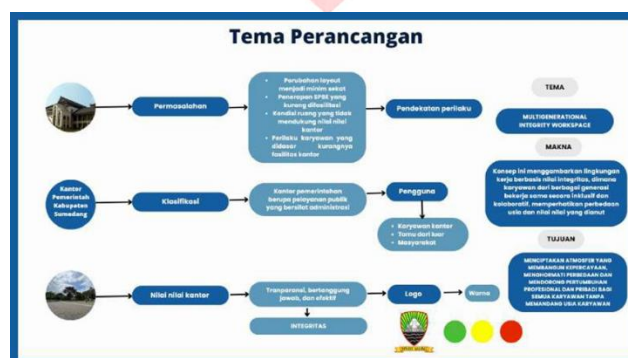 Tema Perancangan
Permasalahan
Perubahan layout
menjadi minim sekat
Penerapan SPBE yang
kurang difasilitasi
Kondisi ruang yang tidak
mendukung nilai nilai
kantor
Perilaku karyawan yang
didasar kurangnya
fasilitas kantor
Pendekatan perilaku
Kantor
Pemerintah
Kabupaten
Sumedang
Klasifikasi
Kantor pemerintahan
berupa pelayanan publik
yang bersifat administrasi
Pengguna
Karyawan kantor
Tamu dari luar
Masyarakat
Nilai nilai kantor
Tranparansi, bertanggung
jawab, dan efektif
INTEGRITAS
Logo
Warna
TEMA
MULTIGENERATIONAL
INTEGRITY WORKSPACE
MAKNA
Konsep ini menggambarkan lingkungan
kerja berbasis nilai integritas, dimana
karyawan dari berbagai generasi
bekerja sama secara inklusif dan
kolaboratif, memperhatikan perbedaan
usia dan nilai nilai yang dianut
TUJUAN
MENCIPTAKAN ATMOSFER YANG
MEMBANGUN KEPERCAYAAN,
MENGHORMATI PERBEDAAN DAN
MENDORONG PERTUMBUHAN
PROFESIONAL DAN PRIBADI BAGI
SEMUA KARYAWAN TANPA
MEMANDANG USIA KARYAWAN